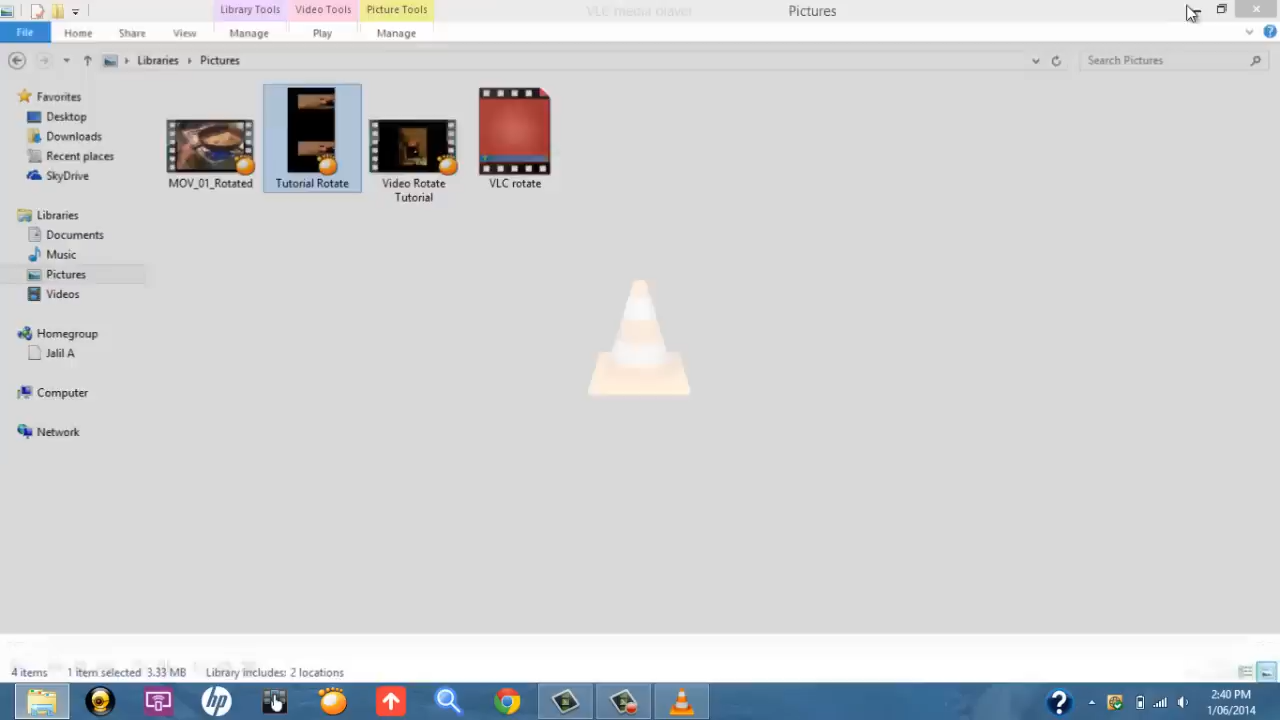 Library Tools Video Tools Picture Tools VLC media player Pictures
File Home Share View Manage Play Manage
Libraries Pictures Search Pictures
Favorites
Desktop
Downloads
Recent places
SkyDrive
Libraries
Documents
Music
Pictures
Videos
Homegroup
Jalil A
Computer
Network
MOV_01_Rotated
Tutorial Rotate
Video Rotate
Tutorial
VLC rotate
4 items 1 item selected 3.33 MB Library includes: 2 locations
2:40 PM
1/06/2014